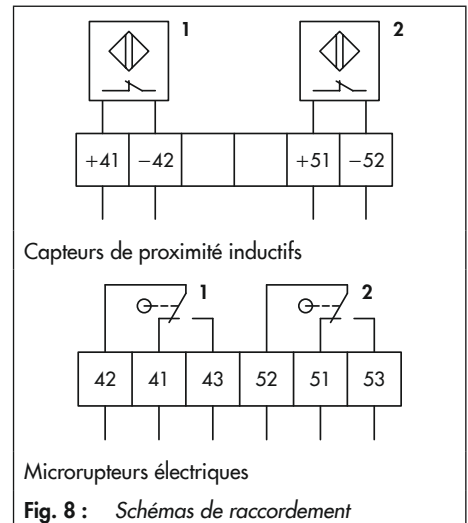 1 2
+41 −42 +51 −52
Capteurs de proximité inductifs
1 2
42 41 43 52 51 53
Microrupteurs électriques
Fig. 8 : Schémas de raccordement